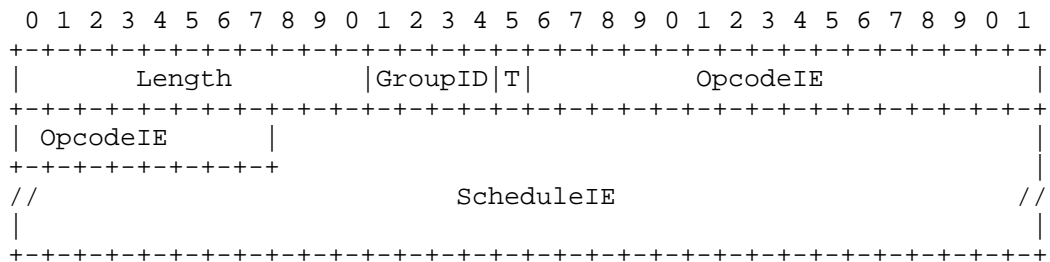 0 1 2 3 4 5 6 7 8 9 0 1 2 3 4 5 6 7 8 9 0 1 2 3 4 5 6 7 8 9 0 1
+-+-+-+-+-+-+-+-+-+-+-+-+-+-+-+-+-+-+-+-+-+-+-+-+-+-+-+-+-+-+-+-+
|       Length        |GroupID|T|          OpcodeIE             |
+-+-+-+-+-+-+-+-+-+-+-+-+-+-+-+-+-+-+-+-+-+-+-+-+-+-+-+-+-+-+-+-+
| OpcodeIE      |                                               |
+-+-+-+-+-+-+-+-+                                               |
//                          ScheduleIE                         //
|                                                               |
+-+-+-+-+-+-+-+-+-+-+-+-+-+-+-+-+-+-+-+-+-+-+-+-+-+-+-+-+-+-+-+-+